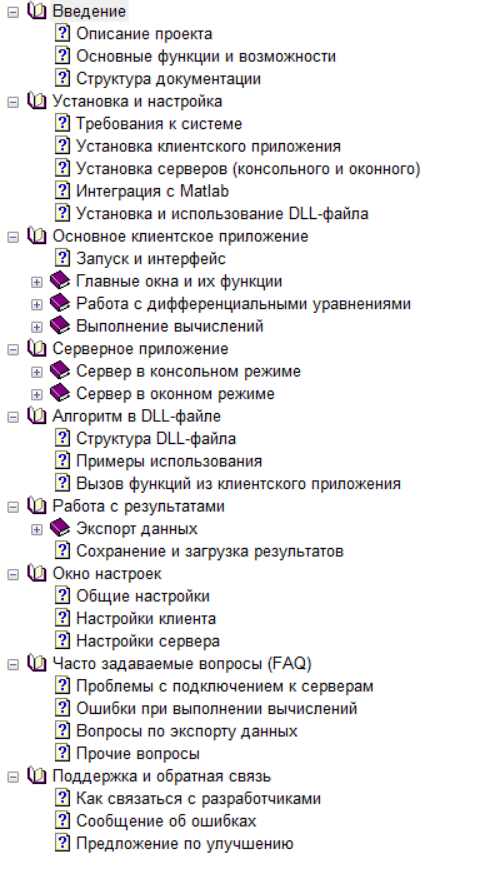 Введение
Описание проекта
Основные функции и возможности
Структура документации
Установка и настройка
Требования к системе
Установка клиентского приложения
Установка серверов (консольного и оконного)
Интеграция с Matlab
Установка и использование DLL-файла
Основное клиентское приложение
Запуск и интерфейс
Главные окна и их функции
Работа с дифференциальными уравнениями
Выполнение вычислений
Серверное приложение
Сервер в консольном режиме
Сервер в оконном режиме
Алгоритм в DLL-файле
Структура DLL-файла
Примеры использования
Вызов функций из клиентского приложения
Работа с результатами
Экспорт данных
Сохранение и загрузка результатов
Окно настроек
Общие настройки
Настройки клиента
Настройки сервера
Часто задаваемые вопросы (FAQ)
Проблемы с подключением к серверам
Ошибки при выполнении вычислений
Вопросы по экспорту данных
Прочие вопросы
Поддержка и обратная связь
Как связаться с разработчиками
Сообщение об ошибках
Предложение по улучшению